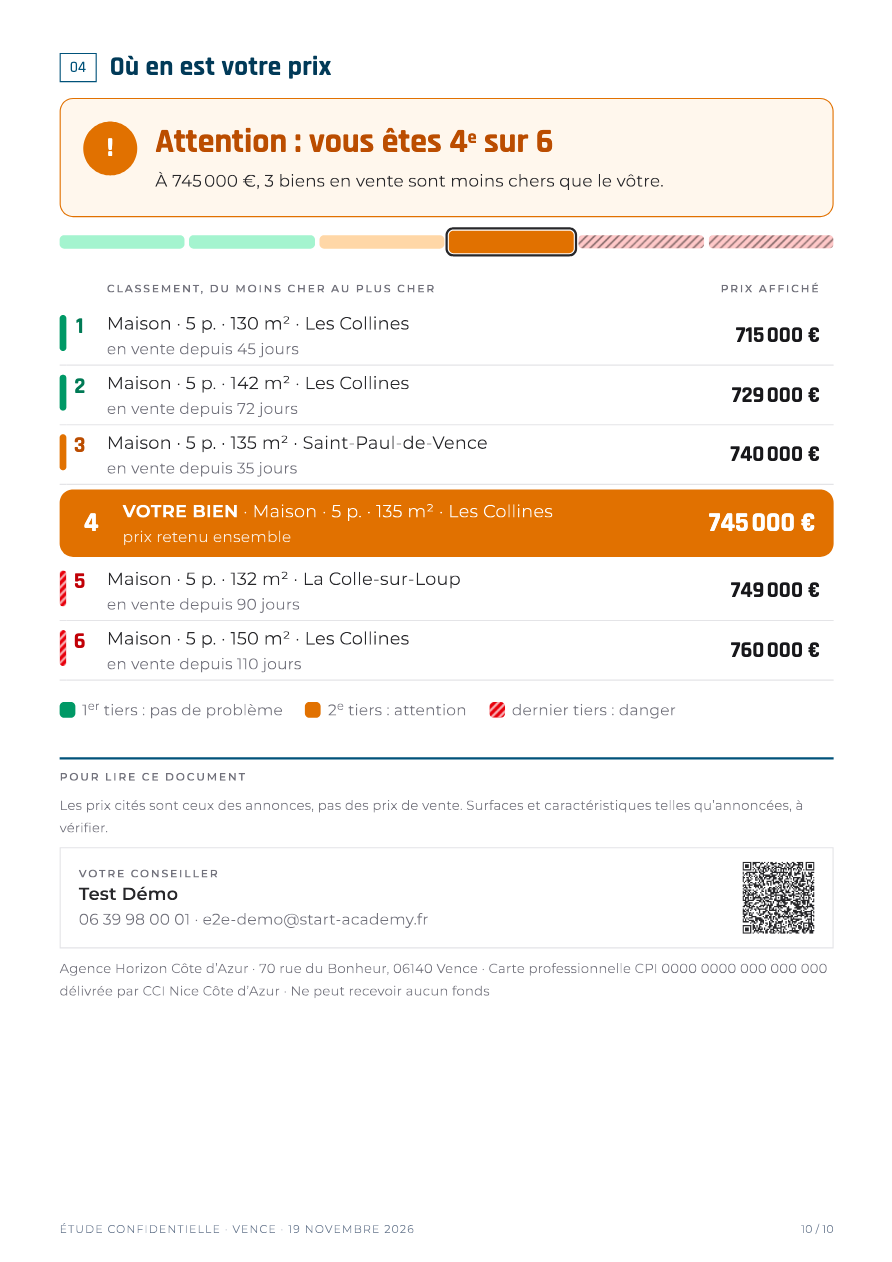 04 Où en est votre prix
!
Attention : vous êtes 4e sur 6
À 745 000 €, 3 biens en vente sont moins chers que le vôtre.
CLASSEMENT, DU MOINS CHER AU PLUS CHER PRIX AFFICHÉ
1 Maison · 5 p. · 130 m² · Les Collines 715 000 €
en vente depuis 45 jours
2 Maison · 5 p. · 142 m² · Les Collines 729 000 €
en vente depuis 72 jours
3 Maison · 5 p. · 135 m² · Saint-Paul-de-Vence 740 000 €
en vente depuis 35 jours
4 VOTRE BIEN · Maison · 5 p. · 135 m² · Les Collines 745 000 €
prix retenu ensemble
5 Maison · 5 p. · 132 m² · La Colle-sur-Loup 749 000 €
en vente depuis 90 jours
6 Maison · 5 p. · 150 m² · Les Collines 760 000 €
en vente depuis 110 jours
1er tiers : pas de problème 2e tiers : attention dernier tiers : danger
POUR LIRE CE DOCUMENT
Les prix cités sont ceux des annonces, pas des prix de vente. Surfaces et caractéristiques telles qu'annoncées, à
vérifier.
VOTRE CONSEILLER
Test Démo
06 39 98 00 01 · e2e-demo@start-academy.fr
Agence Horizon Côte d'Azur · 70 rue du Bonheur, 06140 Vence · Carte professionnelle CPI 0000 0000 000 000 000
délivrée par CCI Nice Côte d'Azur · Ne peut recevoir aucun fonds
ÉTUDE CONFIDENTIELLE · VENCE · 19 NOVEMBRE 2026 10 / 10